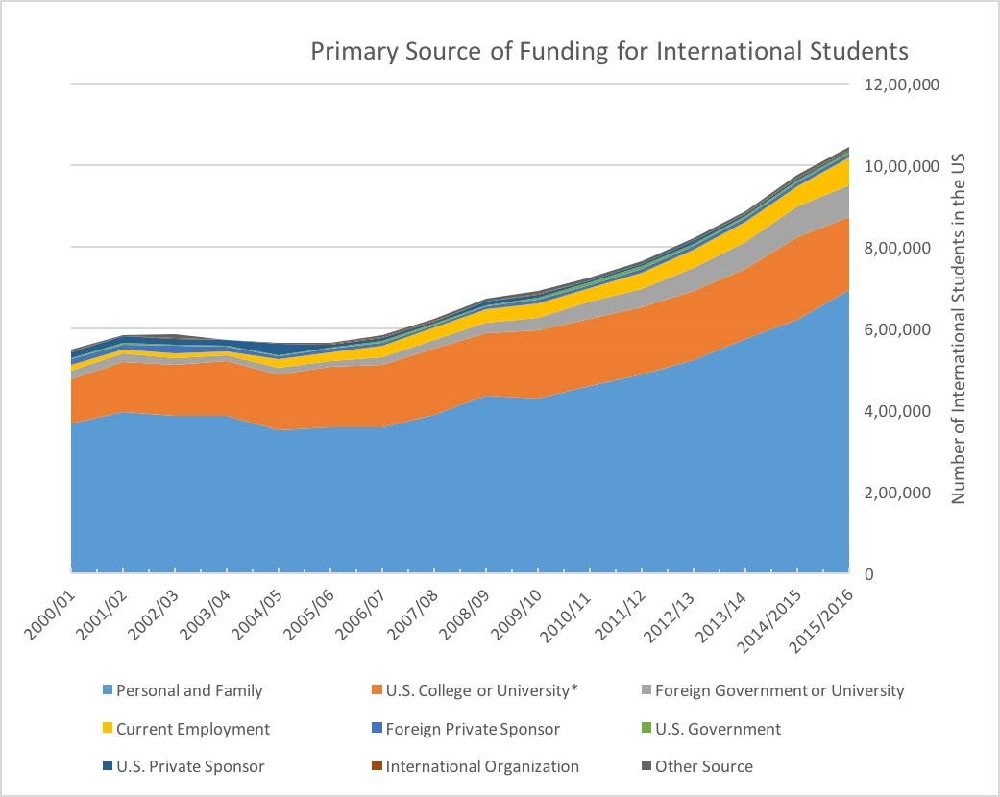 Primary Source of Funding for International Students
12,00,000
10,00,000
8,00,000
6,00,000
4,00,000
2,00,000
0
Number of International Students in the US
2000/01
2001/02
2002/03
2003/04
2004/05
2005/06
2006/07
2007/08
2008/09
2009/10
2010/11
2011/12
2012/13
2013/14
2014/2015
2015/2016
Personal and Family
U.S. College or University*
Foreign Government or University
Current Employment
Foreign Private Sponsor
U.S. Government
U.S. Private Sponsor
International Organization
Other Source